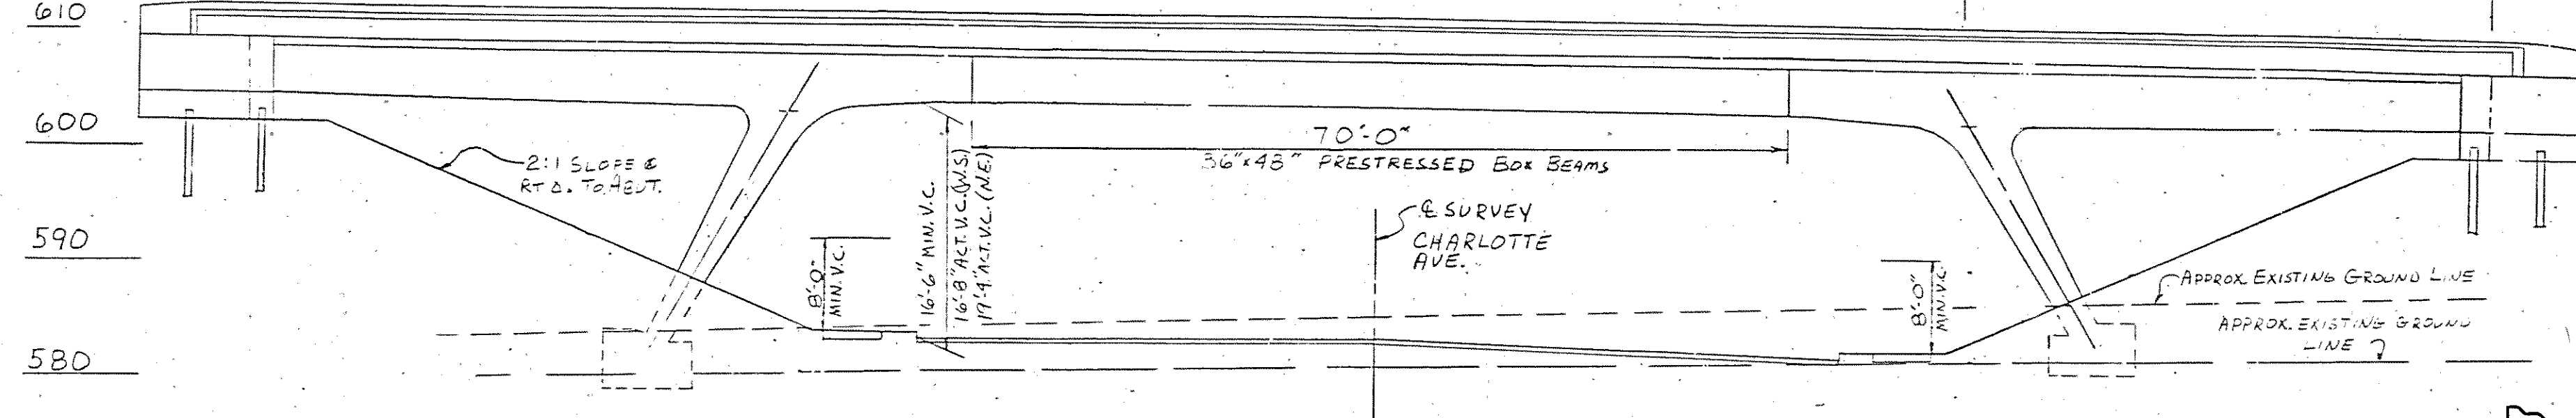 610
600
590
580
2:1 SLOPE &
RT Δ. TO ABUT.
8'-0"
MIN. V.C.
16'-6" MIN. V.C.
16'-8" ACT. V.C. (W.S.)
19'-4" ACT. V.C. (N.E.)
70'-0"
36"x48" PRESTRESSED BOX BEAMS
℄ SURVEY
CHARLOTTE
AVE.
8'-0"
MIN. V.C.
APPROX. EXISTING GROUND LINE
APPROX. EXISTING GROUND
LINE